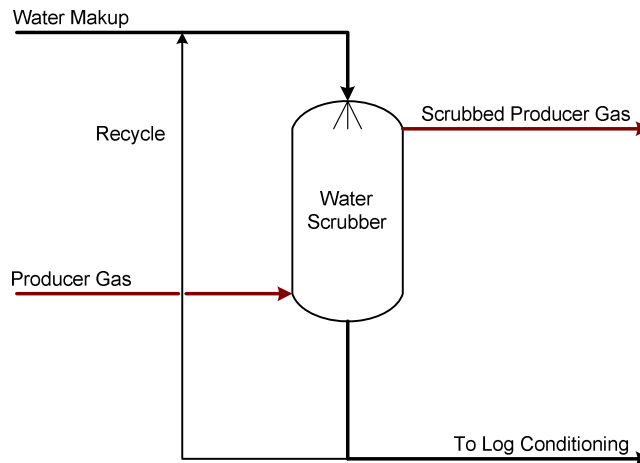 Water Makup
Scrubbed Producer Gas
Recycle
Water
Scrubber
Producer Gas
To Log Conditioning